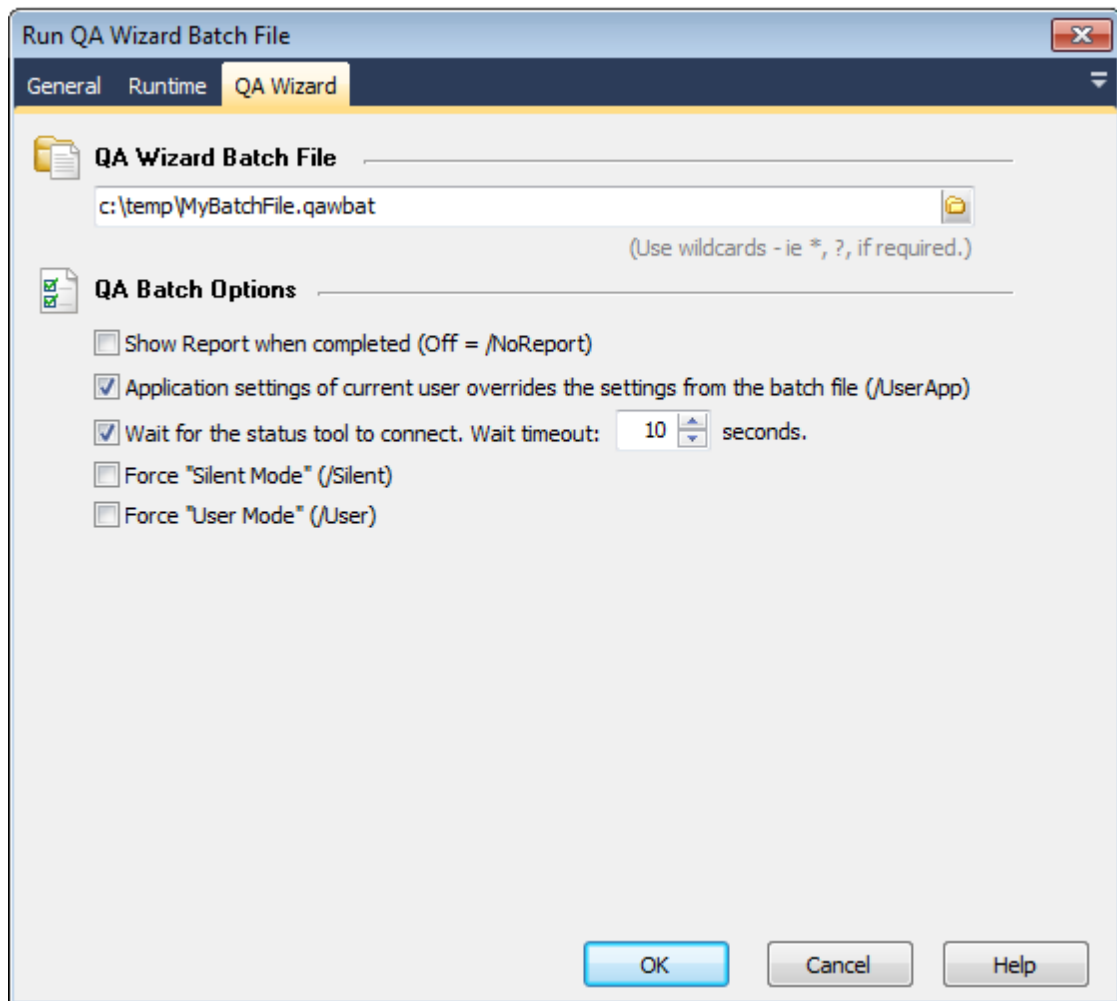 Run QA Wizard Batch File
General Runtime QA Wizard
QA Wizard Batch File
c:\temp\MyBatchFile.qawbat
(Use wildcards - ie *, ?, if required.)
QA Batch Options
Show Report when completed (Off = /NoReport)
Application settings of current user overrides the settings from the batch file (/UserApp)
Wait for the status tool to connect. Wait timeout: 10 seconds.
Force "Silent Mode" (/Silent)
Force "User Mode" (/User)
OK Cancel Help